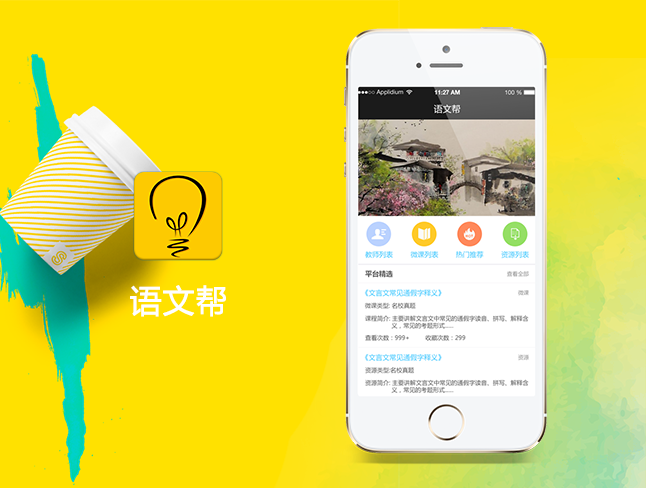 语文帮
Applidium
11:27 AM
100 %
语文帮
教师列表
微课列表
热门推荐
资源列表
平台精选
查看全部
《文言文常见通假字释义》
微课
微课类型: 名校真题
课程简介: 主要讲解文言文中常见的通假字读音、拼写、解释含
义，常见的考题形式.....
查看次数：999+
收藏次数：299
《文言文常见通假字释义》
资源
资源类型:名校真题
资源简介: 主要讲解文言文中常见的通假字读音、拼写、解释含
义，常见的考题形式.....